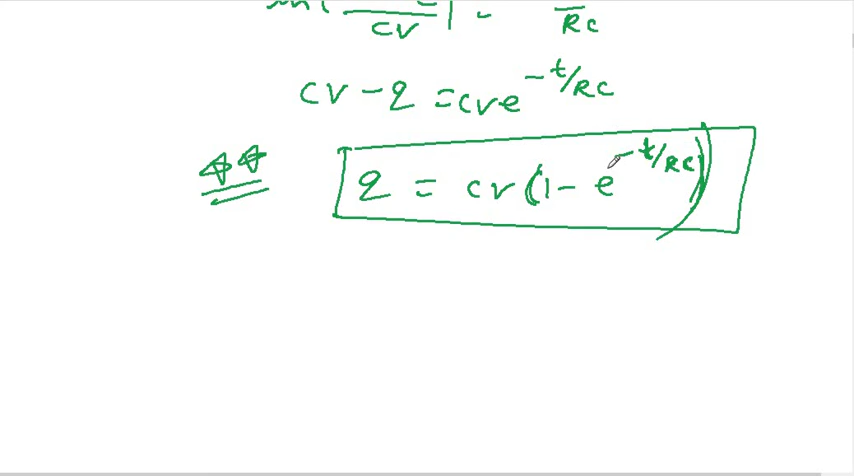 CV | - RC
CV - q = CVe^{-t/RC}
q = CV(1 - e^{-t/RC})